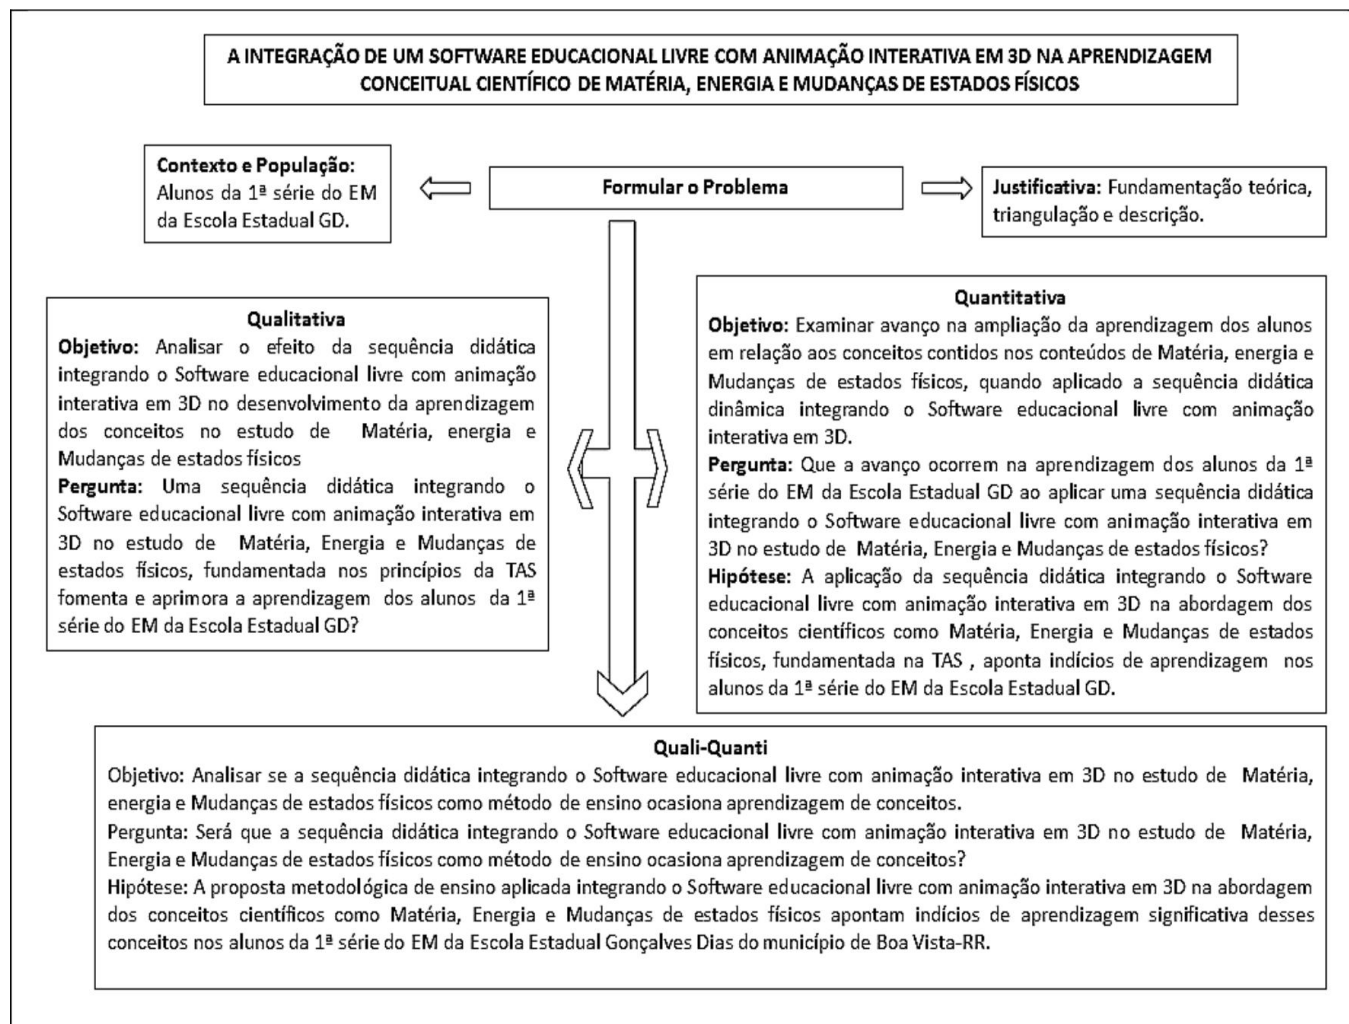 A INTEGRAÇÃO DE UM SOFTWARE EDUCACIONAL LIVRE COM ANIMAÇÃO INTERATIVA EM 3D NA APRENDIZAGEM
CONCEITUAL CIENTÍFICO DE MATÉRIA, ENERGIA E MUDANÇAS DE ESTADOS FÍSICOS
Contexto e População:
Alunos da 1ª série do EM
da Escola Estadual GD.
Formular o Problema
Justificativa: Fundamentação teórica,
triangulação e descrição.
Qualitativa
Objetivo: Analisar o efeito da sequência didática
integrando o Software educacional livre com animação
interativa em 3D no desenvolvimento da aprendizagem
dos conceitos no estudo de Matéria, energia e
Mudanças de estados físicos
Pergunta: Uma sequência didática integrando o
Software educacional livre com animação interativa em
3D no estudo de Matéria, Energia e Mudanças de
estados físicos, fundamentada nos princípios da TAS
fomenta e aprimora a aprendizagem dos alunos da 1ª
série do EM da Escola Estadual GD?
Quantitativa
Objetivo: Examinar avanço na ampliação da aprendizagem dos alunos
em relação aos conceitos contidos nos conteúdos de Matéria, energia e
Mudanças de estados físicos, quando aplicado a sequência didática
dinâmica integrando o Software educacional livre com animação
interativa em 3D.
Pergunta: Que a avanço ocorrem na aprendizagem dos alunos da 1ª
série do EM da Escola Estadual GD ao aplicar uma sequência didática
integrando o Software educacional livre com animação interativa em
3D no estudo de Matéria, Energia e Mudanças de estados físicos?
Hipótese: A aplicação da sequência didática integrando o Software
educacional livre com animação interativa em 3D na abordagem dos
conceitos científicos como Matéria, Energia e Mudanças de estados
físicos, fundamentada na TAS , aponta indícios de aprendizagem nos
alunos da 1ª série do EM da Escola Estadual GD.
Quali-Quanti
Objetivo: Analisar se a sequência didática integrando o Software educacional livre com animação interativa em 3D no estudo de Matéria,
energia e Mudanças de estados físicos como método de ensino ocasiona aprendizagem de conceitos.
Pergunta: Será que a sequência didática integrando o Software educacional livre com animação interativa em 3D no estudo de Matéria,
Energia e Mudanças de estados físicos como método de ensino ocasiona aprendizagem de conceitos?
Hipótese: A proposta metodológica de ensino aplicada integrando o Software educacional livre com animação interativa em 3D na abordagem
dos conceitos científicos como Matéria, Energia e Mudanças de estados físicos apontam indícios de aprendizagem significativa desses
conceitos nos alunos da 1ª série do EM da Escola Estadual Gonçalves Dias do município de Boa Vista-RR.